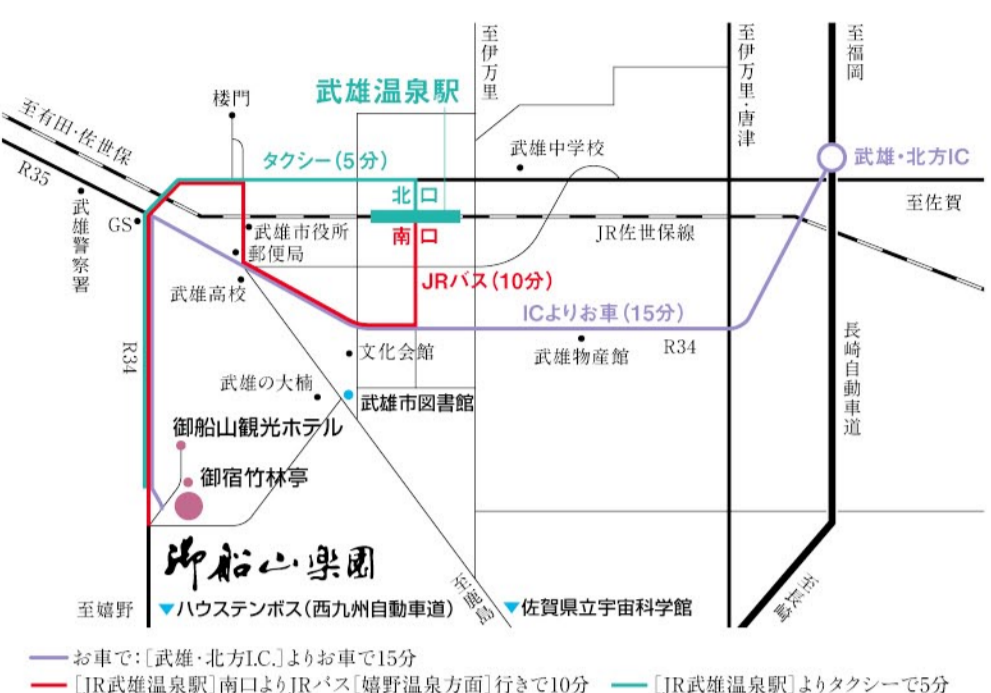 至伊万里
至伊万里・唐津
至福岡
武雄温泉駅
楼門
至有田・佐世保
武雄中学校
武雄・北方IC
タクシー（5分）
R35
北口
至佐賀
武雄警察署
GS
武雄市役所
南口
JR佐世保線
郵便局
JRバス（10分）
武雄高校
ICよりお車（15分）
R34
文化会館
武雄物産館
R34
長崎自動車道
武雄の大楠
武雄市図書館
御船山観光ホテル
御宿竹林亭
御船山楽園
至鹿島
至長崎
至嬉野
▼ハウステンボス（西九州自動車道）
▼佐賀県立宇宙科学館
お車で：［武雄・北方I.C.］よりお車で15分
［JR武雄温泉駅］南口よりJRバス［嬉野温泉方面］行きで10分
［JR武雄温泉駅］よりタクシーで5分